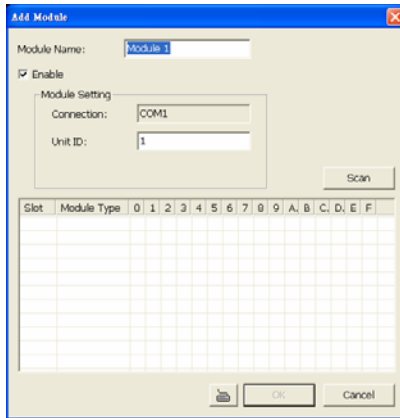 Add Module
Module Name: Module 1
Enable
Module Setting
Connection: COM1
Unit ID: 1
Scan
Slot Module Type 0 1 2 3 4 5 6 7 8 9 A. B C. D. E F
OK Cancel